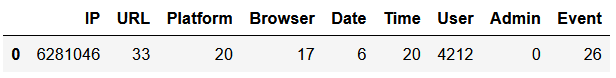 IP URL Platform Browser Date Time User Admin Event
0 6281046 33 20 17 6 20 4212 0 26